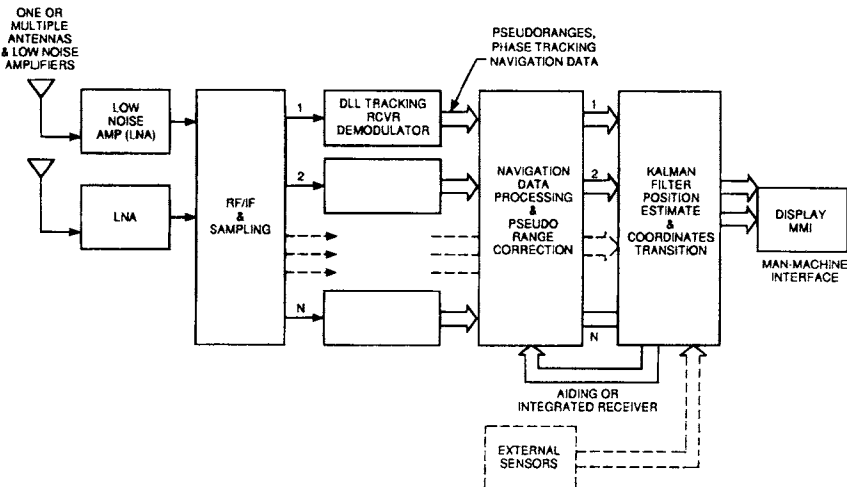 ONE OR
MULTIPLE
ANTENNAS
& LOW NOISE
AMPLIFIERS
PSEUDORANGES,
PHASE TRACKING
NAVIGATION DATA
LOW
NOISE
AMP (LNA)
LNA
RF/IF
&
SAMPLING
1
2
N
DLL TRACKING
RCVR
DEMODULATOR
NAVIGATION
DATA
PROCESSING
&
PSEUDO
RANGE
CORRECTION
1
2
N
KALMAN
FILTER
POSITION
ESTIMATE
&
COORDINATES
TRANSITION
DISPLAY
MMI
MAN-MACHINE
INTERFACE
AIDING OR
INTEGRATED RECEIVER
EXTERNAL
SENSORS